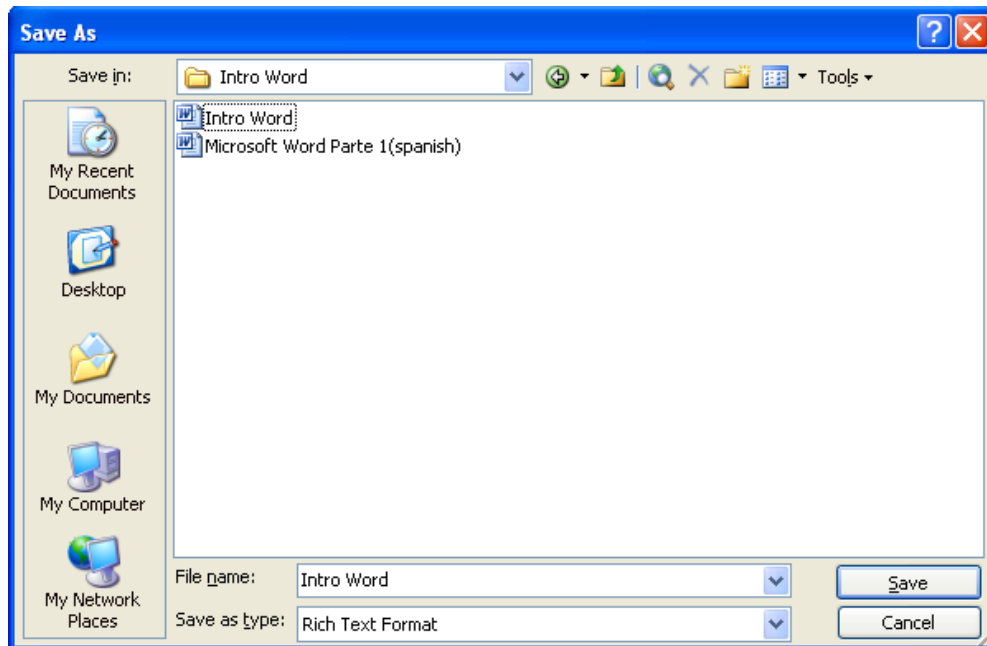 Save As
Save in:
Intro Word
Tools
Intro Word
Microsoft Word Parte 1(spanish)
My Recent
Documents
Desktop
My Documents
My Computer
My Network
Places
File name:
Intro Word
Save
Save as type:
Rich Text Format
Cancel